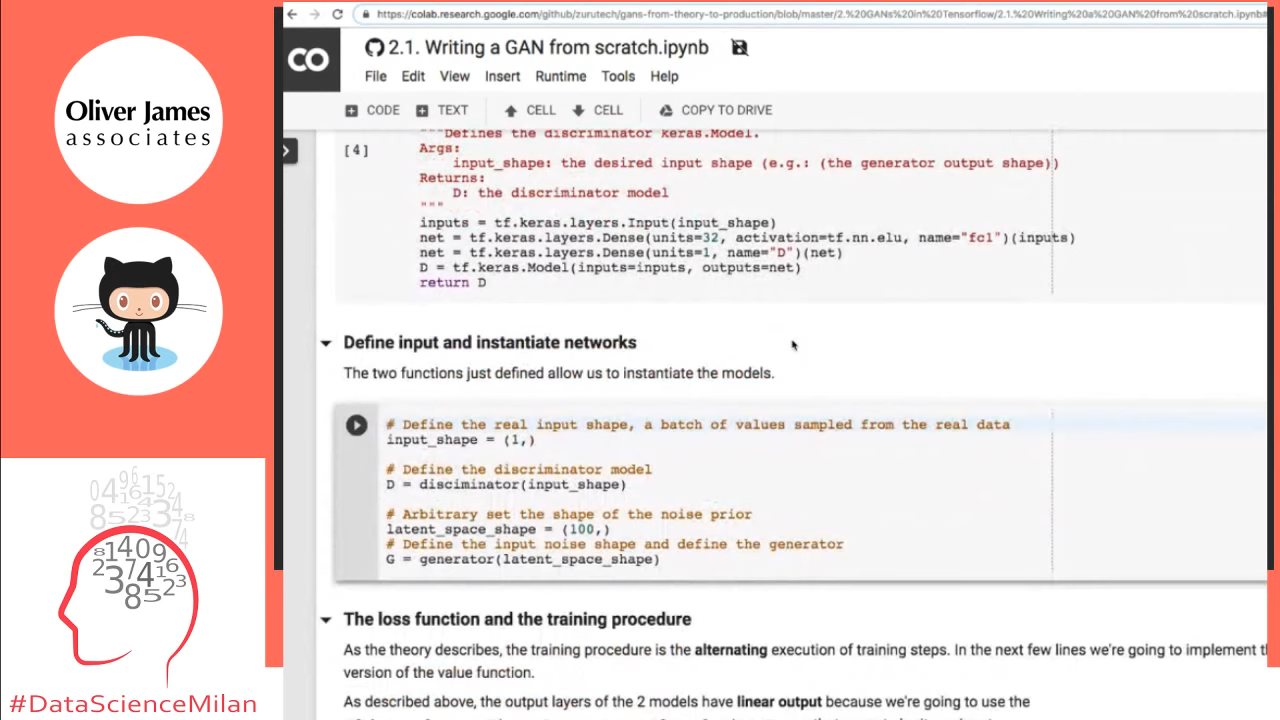 Oliver James
associates
#DataScienceMilan
https://colab.research.google.com/github/zurutech/gans-from-theory-to-production/blob/master/2.%20GANs%20in%20Tensorflow/2.1.%20Writing%20a%20GAN%20from%20scratch.ipynb#
CO
2.1. Writing a GAN from scratch.ipynb
File Edit View Insert Runtime Tools Help
CODE TEXT CELL CELL COPY TO DRIVE
"""Defines the discriminator keras.Model.
[4]
Args:
input_shape: the desired input shape (e.g.: (the generator output shape))
Returns:
D: the discriminator model
"""
inputs = tf.keras.layers.Input(input_shape)
net = tf.keras.layers.Dense(units=32, activation=tf.nn.elu, name="fc1")(inputs)
net = tf.keras.layers.Dense(units=1, name="D")(net)
D = tf.keras.Model(inputs=inputs, outputs=net)
return D
Define input and instantiate networks
The two functions just defined allow us to instantiate the models.
# Define the real input shape, a batch of values sampled from the real data
input_shape = (1,)
# Define the discriminator model
D = disciminator(input_shape)
# Arbitrary set the shape of the noise prior
latent_space_shape = (100,)
# Define the input noise shape and define the generator
G = generator(latent_space_shape)
The loss function and the training procedure
As the theory describes, the training procedure is the alternating execution of training steps. In the next few lines we're going to implement
version of the value function.
As described above, the output layers of the 2 models have linear output because we're going to use the